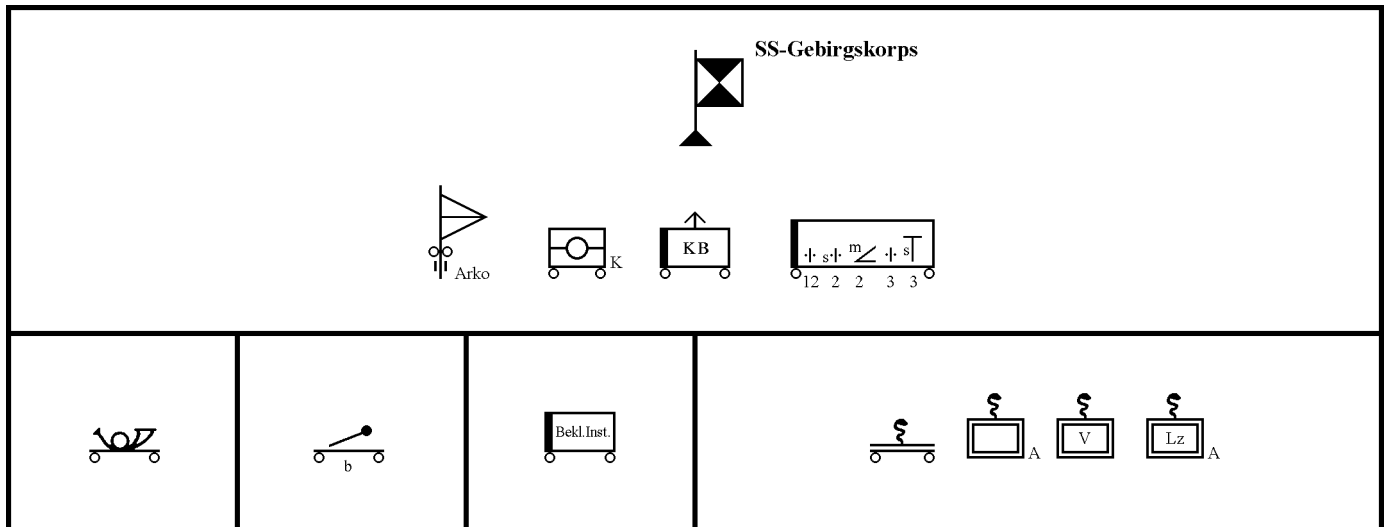 SS-Gebirgskorps
Arko
K
KB
m
s
s
12 2 2 3 3
b
Bekl.Inst.
A
V
Lz
A